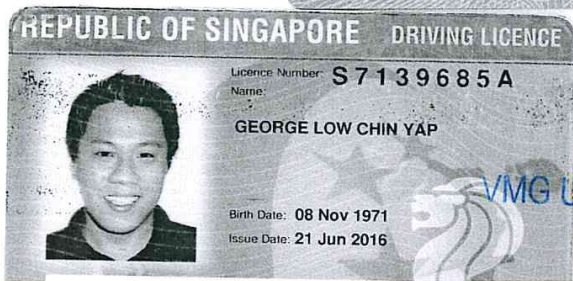 REPUBLIC OF SINGAPORE DRIVING LICENCE
Licence Number: S7139685A
Name:
GEORGE LOW CHIN YAP
VMG
Birth Date: 08 Nov 1971
Issue Date: 21 Jun 2016